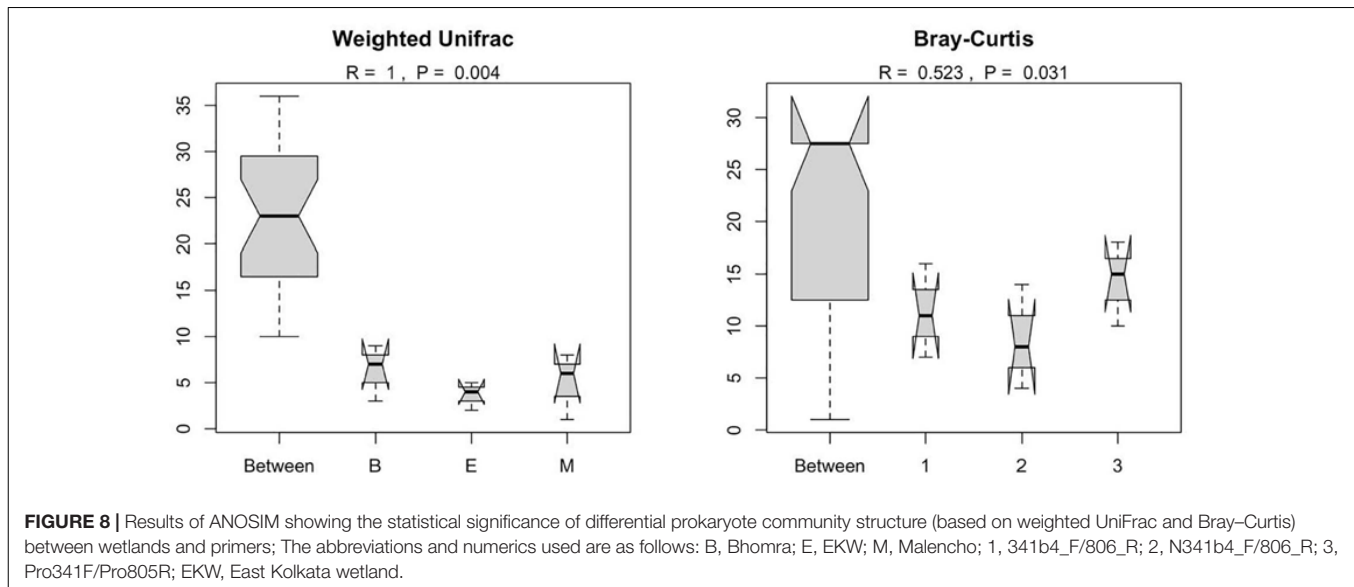 Weighted Unifrac
R = 1 , P = 0.004
35
30
25
20
15
10
5
0
Between B E M
Bray-Curtis
R = 0.523 , P = 0.031
30
25
20
15
10
5
0
Between 1 2 3
FIGURE 8 | Results of ANOSIM showing the statistical significance of differential prokaryote community structure (based on weighted UniFrac and Bray–Curtis)
between wetlands and primers; The abbreviations and numerics used are as follows: B, Bhomra; E, EKW; M, Malencho; 1, 341b4_F/806_R; 2, N341b4_F/806_R; 3,
Pro341F/Pro805R; EKW, East Kolkata wetland.